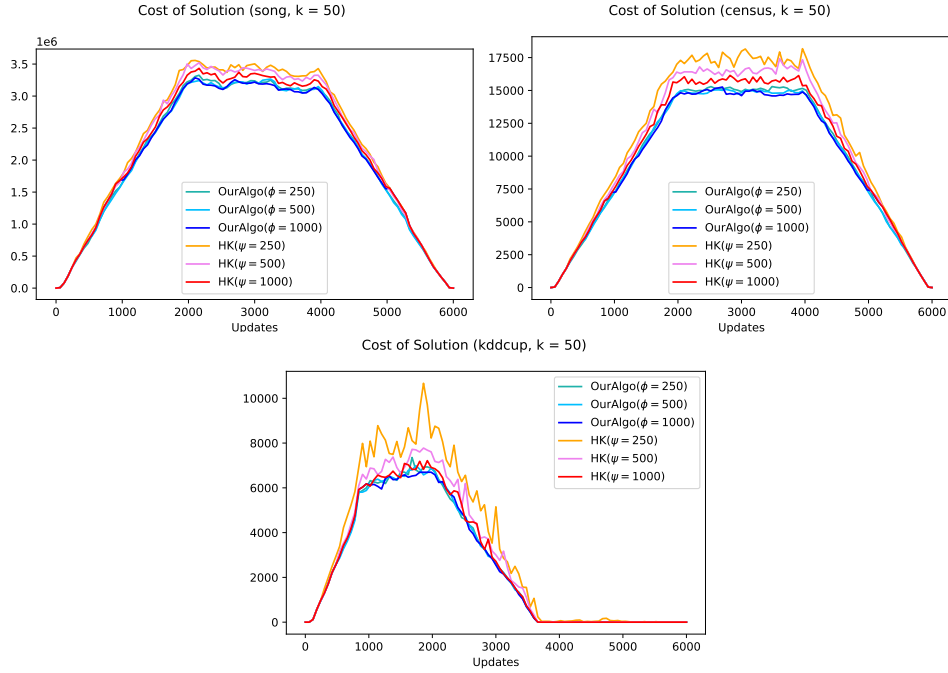 Cost of Solution (song, k = 50)
1e6
3.5
3.0
2.5
2.0
1.5
1.0
0.5
0.0
OurAlgo(ϕ = 250)
OurAlgo(ϕ = 500)
OurAlgo(ϕ = 1000)
HK(ψ = 250)
HK(ψ = 500)
HK(ψ = 1000)
0 1000 2000 3000 4000 5000 6000
Updates
Cost of Solution (census, k = 50)
17500
15000
12500
10000
7500
5000
2500
0
OurAlgo(ϕ = 250)
OurAlgo(ϕ = 500)
OurAlgo(ϕ = 1000)
HK(ψ = 250)
HK(ψ = 500)
HK(ψ = 1000)
0 1000 2000 3000 4000 5000 6000
Updates
Cost of Solution (kddcup, k = 50)
10000
8000
6000
4000
2000
0
OurAlgo(ϕ = 250)
OurAlgo(ϕ = 500)
OurAlgo(ϕ = 1000)
HK(ψ = 250)
HK(ψ = 500)
HK(ψ = 1000)
0 1000 2000 3000 4000 5000 6000
Updates